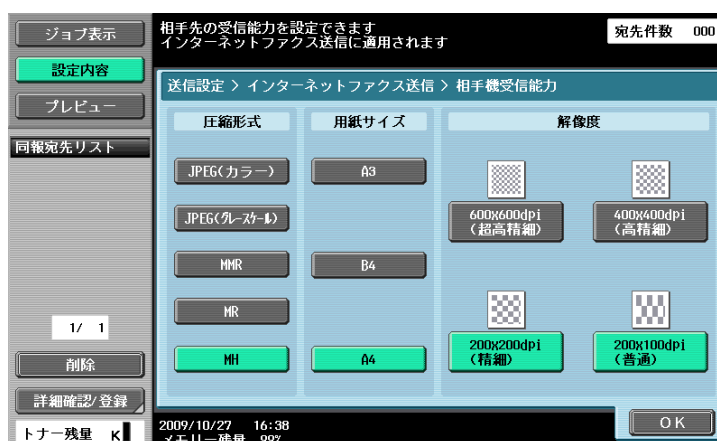 ジョブ表示
設定内容
プレビュー
同報宛先リスト
1/ 1
削除
詳細確認/登録
トナー残量 K
相手先の受信能力を設定できます
インターネットファクス送信に適用されます
宛先件数 000
送信設定 > インターネットファクス送信 > 相手機受信能力
圧縮形式
用紙サイズ
解像度
JPEG(カラー)
A3
JPEG(グレースケール)
600x600dpi
(超高精細)
400x400dpi
(高精細)
MMR
B4
MR
MH
A4
200x200dpi
(精細)
200x100dpi
(普通)
2009/10/27 16:38
メモリー残量 99%
OK